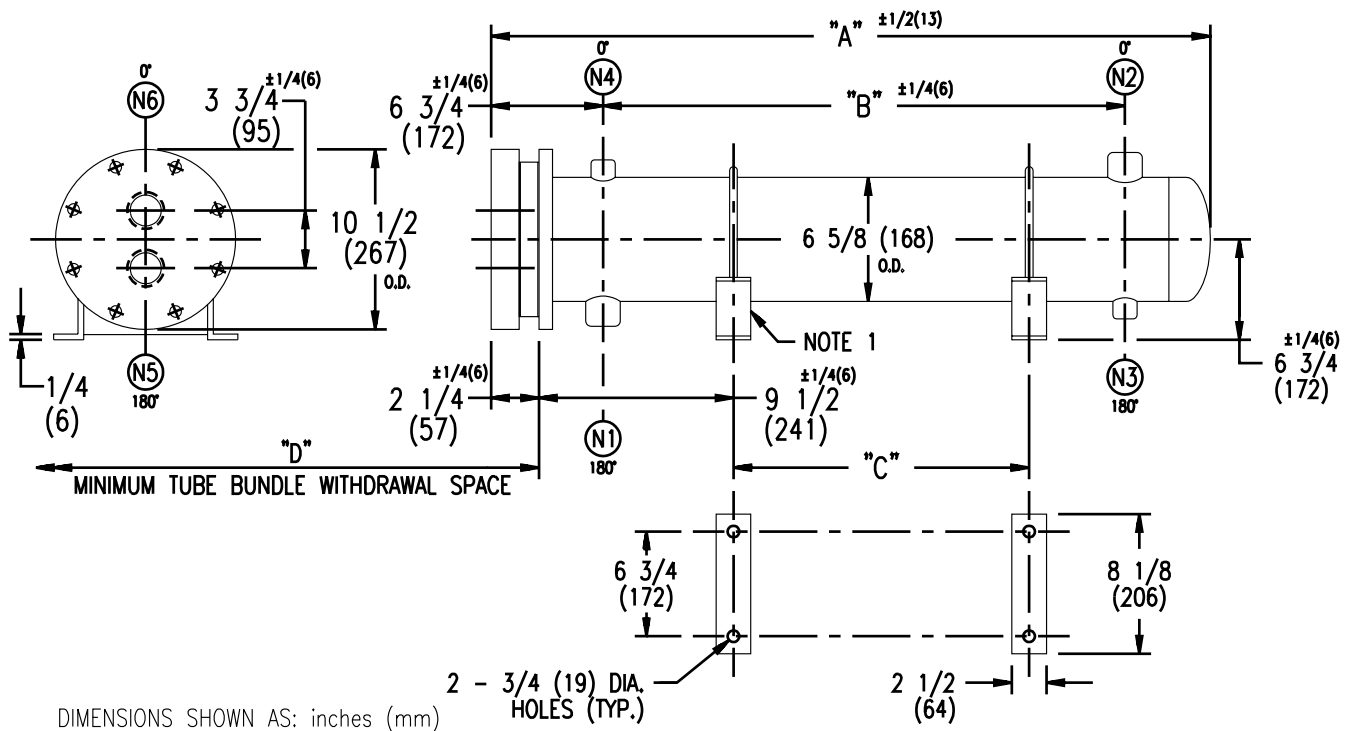 "A" ±1/2(13)
0°
N6
3 3/4 ±1/4(6)
(95)
10 1/2
(267)
O.D.
1/4
(6)
N5
180°
6 3/4 ±1/4(6)
(172)
0°
N4
"B" ±1/4(6)
0°
N2
6 5/8 (168)
O.D.
NOTE 1
±1/4(6)
6 3/4
(172)
N3
180°
2 1/4 ±1/4(6)
(57)
9 1/2 ±1/4(6)
(241)
N1
180°
"D"
MINIMUM TUBE BUNDLE WITHDRAWAL SPACE
"C"
6 3/4
(172)
8 1/8
(206)
2 - 3/4 (19) DIA.
HOLES (TYP.)
2 1/2
(64)
DIMENSIONS SHOWN AS: inches (mm)